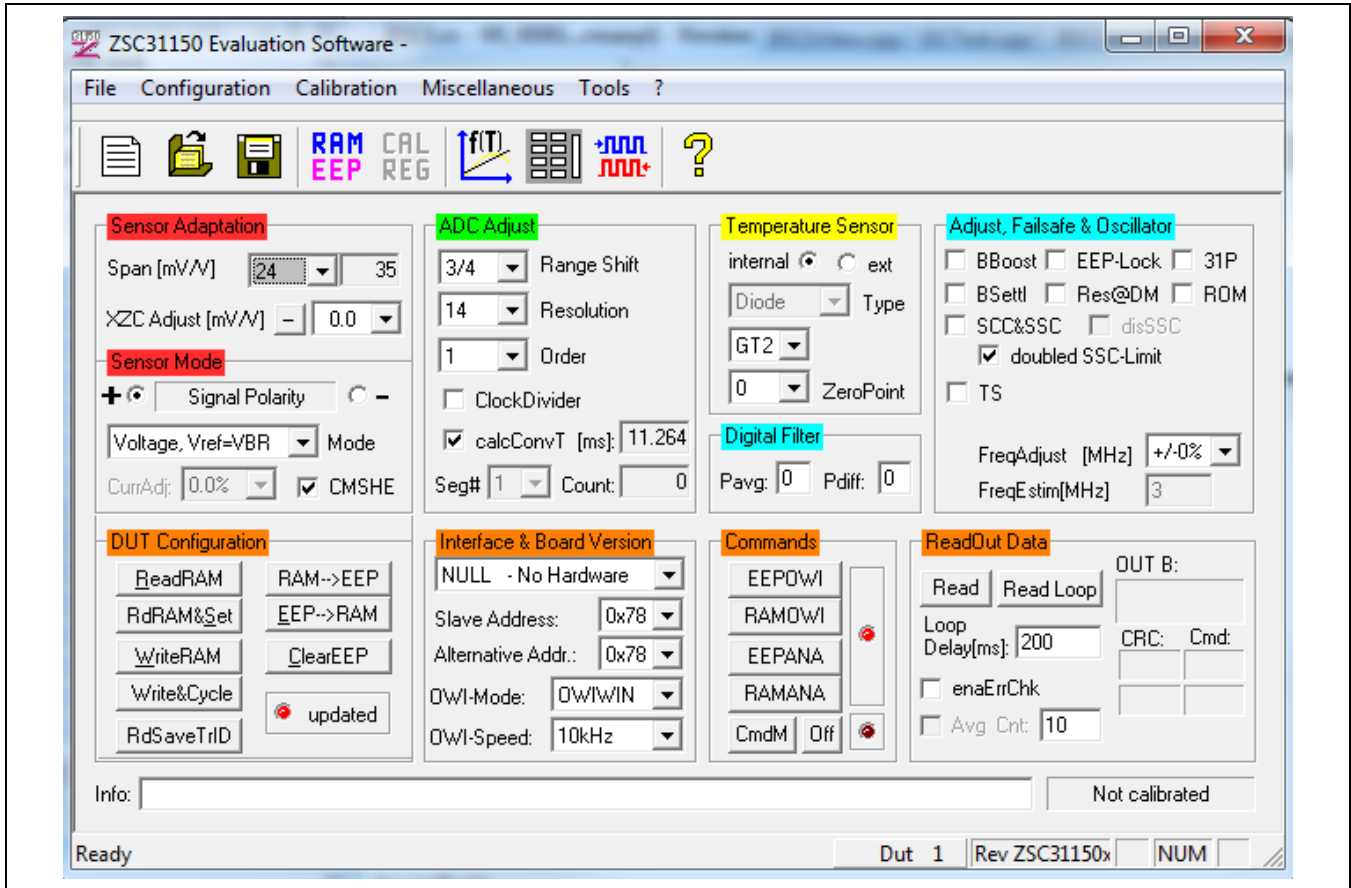 ZSC31150 Evaluation Software -
File Configuration Calibration Miscellaneous Tools ?
RAM EEP CAL REG f(T) ?
Sensor Adaptation
Span [mV/V] 24 35
XZC Adjust [mV/V] – 0.0
Sensor Mode
+ Signal Polarity –
Voltage, Vref=VBR Mode
CurrAdj: 0.0% CMSHE
ADC Adjust
3/4 Range Shift
14 Resolution
1 Order
ClockDivider
calcConvT [ms]: 11.264
Seg# 1 Count: 0
Temperature Sensor
internal ext
Diode Type
GT2
0 ZeroPoint
Digital Filter
Pavg: 0 Pdiff: 0
Adjust, Failsafe & Oscillator
BBoost EEP-Lock 31P
BSettl Res@DM ROM
SCC&SSC disSSC
doubled SSC-Limit
TS
FreqAdjust [MHz] +/-0%
FreqEstim[MHz] 3
DUT Configuration
ReadRAM RAM-->EEP
RdRAM&Set EEP-->RAM
WriteRAM ClearEEP
Write&Cycle updated
RdSaveTrID
Interface & Board Version
NULL - No Hardware
Slave Address: 0x78
Alternative Addr.: 0x78
OWI-Mode: OWIWIN
OWI-Speed: 10kHz
Commands
EEPOWI
RAMOWI
EEPANA
RAMANA
CmdM Off
ReadOut Data
Read Read Loop OUT B:
Loop
Delay[ms]: 200 CRC: Cmd:
enaErrChk
Avg Cnt: 10
Info: Not calibrated
Ready Dut 1 Rev ZSC31150x NUM